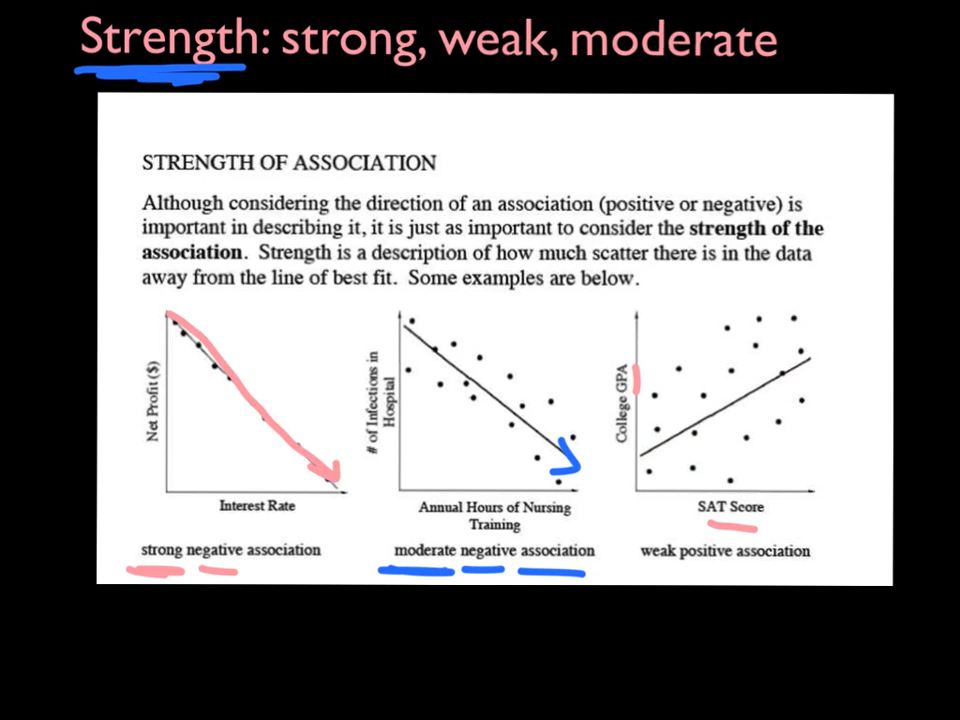 Strength: strong, weak, moderate
STRENGTH OF ASSOCIATION
Although considering the direction of an association (positive or negative) is
important in describing it, it is just as important to consider the strength of the
association. Strength is a description of how much scatter there is in the data
away from the line of best fit. Some examples are below.
Net Profit ($)
Interest Rate
strong negative association
# of Infections in
Hospital
Annual Hours of Nursing
Training
moderate negative association
College GPA
SAT Score
weak positive association